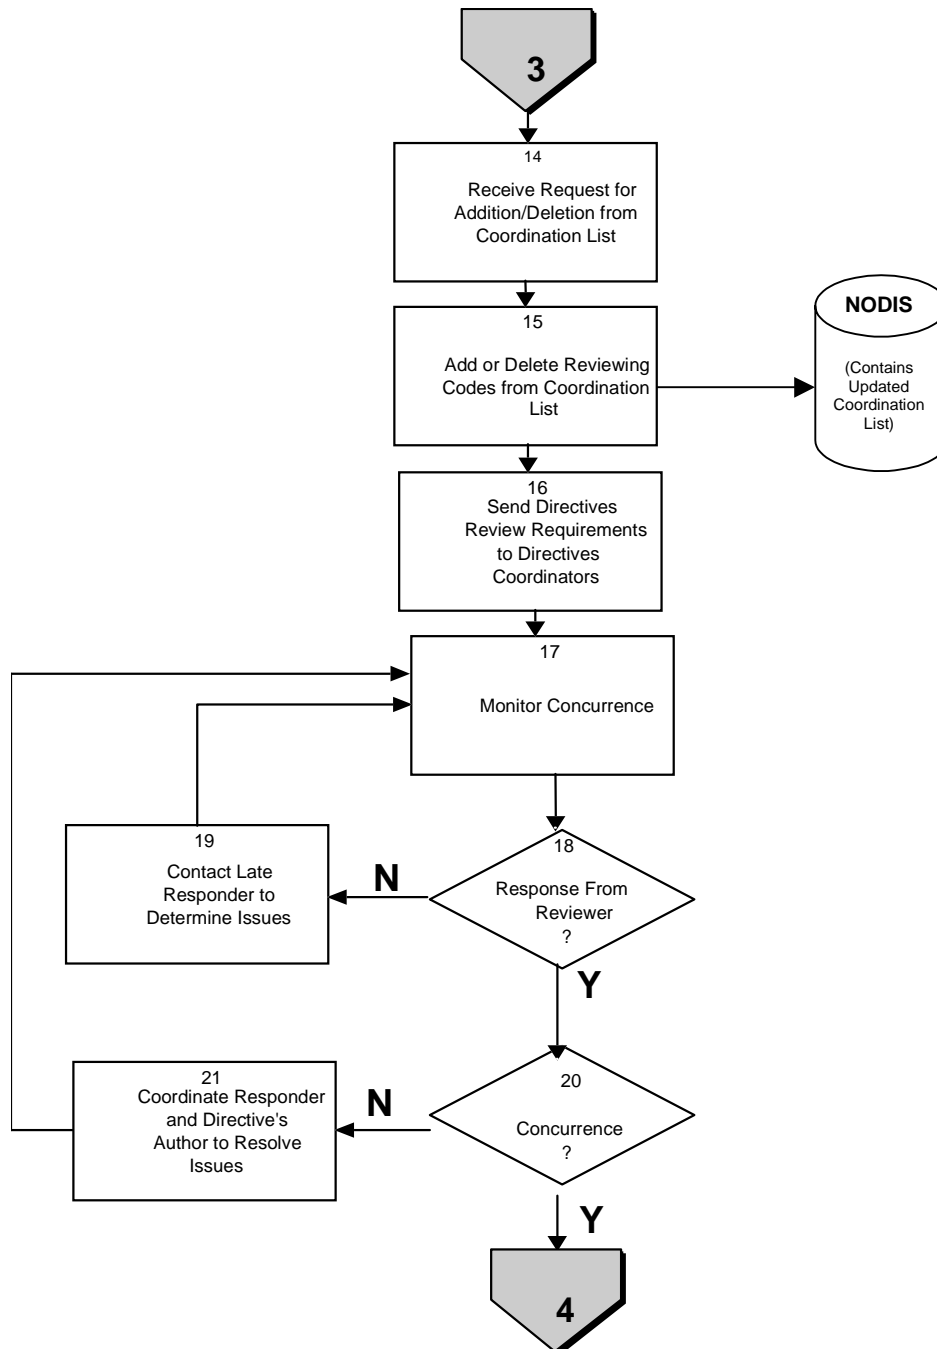 3
14
Receive Request for
Addition/Deletion from
Coordination List
15
Add or Delete Reviewing
Codes from Coordination
List
NODIS
(Contains
Updated
Coordination
List)
16
Send Directives
Review Requirements
to Directives
Coordinators
17
Monitor Concurrence
18
Response From
Reviewer
?
N
19
Contact Late
Responder to
Determine Issues
Y
20
Concurrence
?
N
21
Coordinate Responder
and Directive's
Author to Resolve
Issues
Y
4